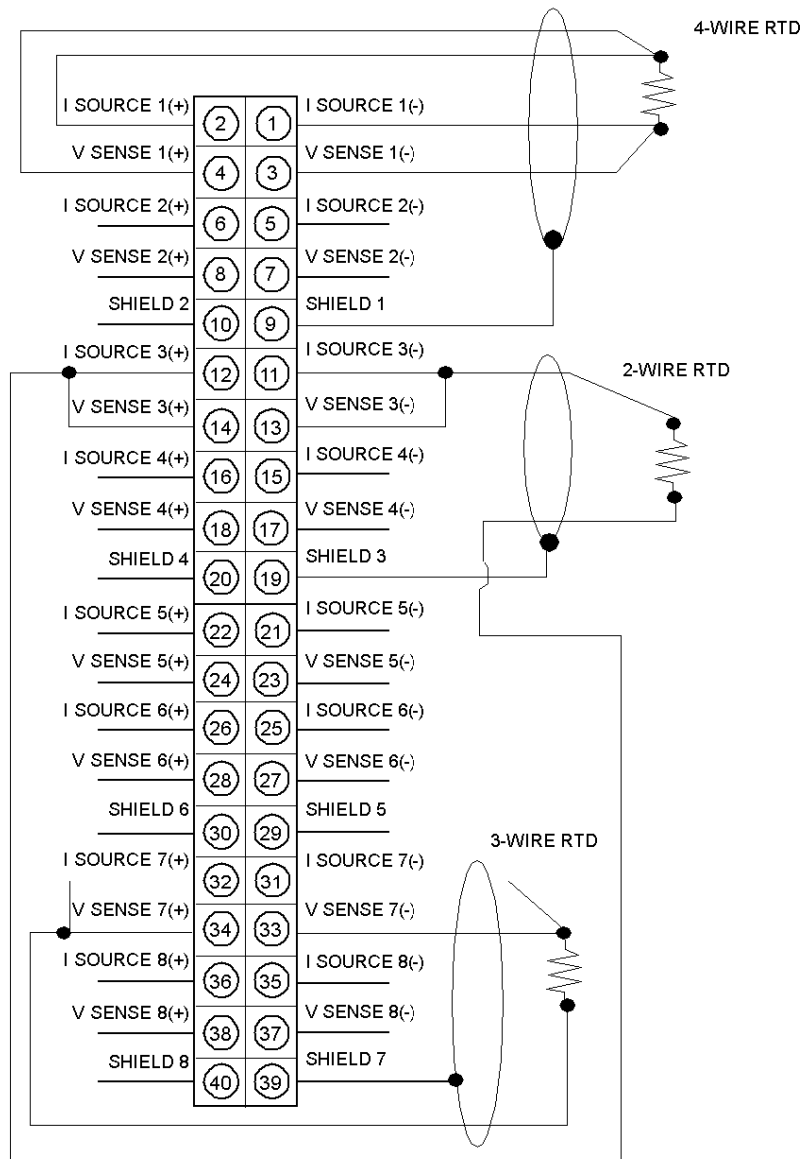 4-WIRE RTD
I SOURCE 1(+) 2 1 I SOURCE 1(-)
V SENSE 1(+) 4 3 V SENSE 1(-)
I SOURCE 2(+) 6 5 I SOURCE 2(-)
V SENSE 2(+) 8 7 V SENSE 2(-)
SHIELD 2 10 9 SHIELD 1
I SOURCE 3(+) 12 11 I SOURCE 3(-)
2-WIRE RTD
V SENSE 3(+) 14 13 V SENSE 3(-)
I SOURCE 4(+) 16 15 I SOURCE 4(-)
V SENSE 4(+) 18 17 V SENSE 4(-)
SHIELD 4 20 19 SHIELD 3
I SOURCE 5(+) 22 21 I SOURCE 5(-)
V SENSE 5(+) 24 23 V SENSE 5(-)
I SOURCE 6(+) 26 25 I SOURCE 6(-)
V SENSE 6(+) 28 27 V SENSE 6(-)
SHIELD 6 30 29 SHIELD 5
3-WIRE RTD
I SOURCE 7(+) 32 31 I SOURCE 7(-)
V SENSE 7(+) 34 33 V SENSE 7(-)
I SOURCE 8(+) 36 35 I SOURCE 8(-)
V SENSE 8(+) 38 37 V SENSE 8(-)
SHIELD 8 40 39 SHIELD 7